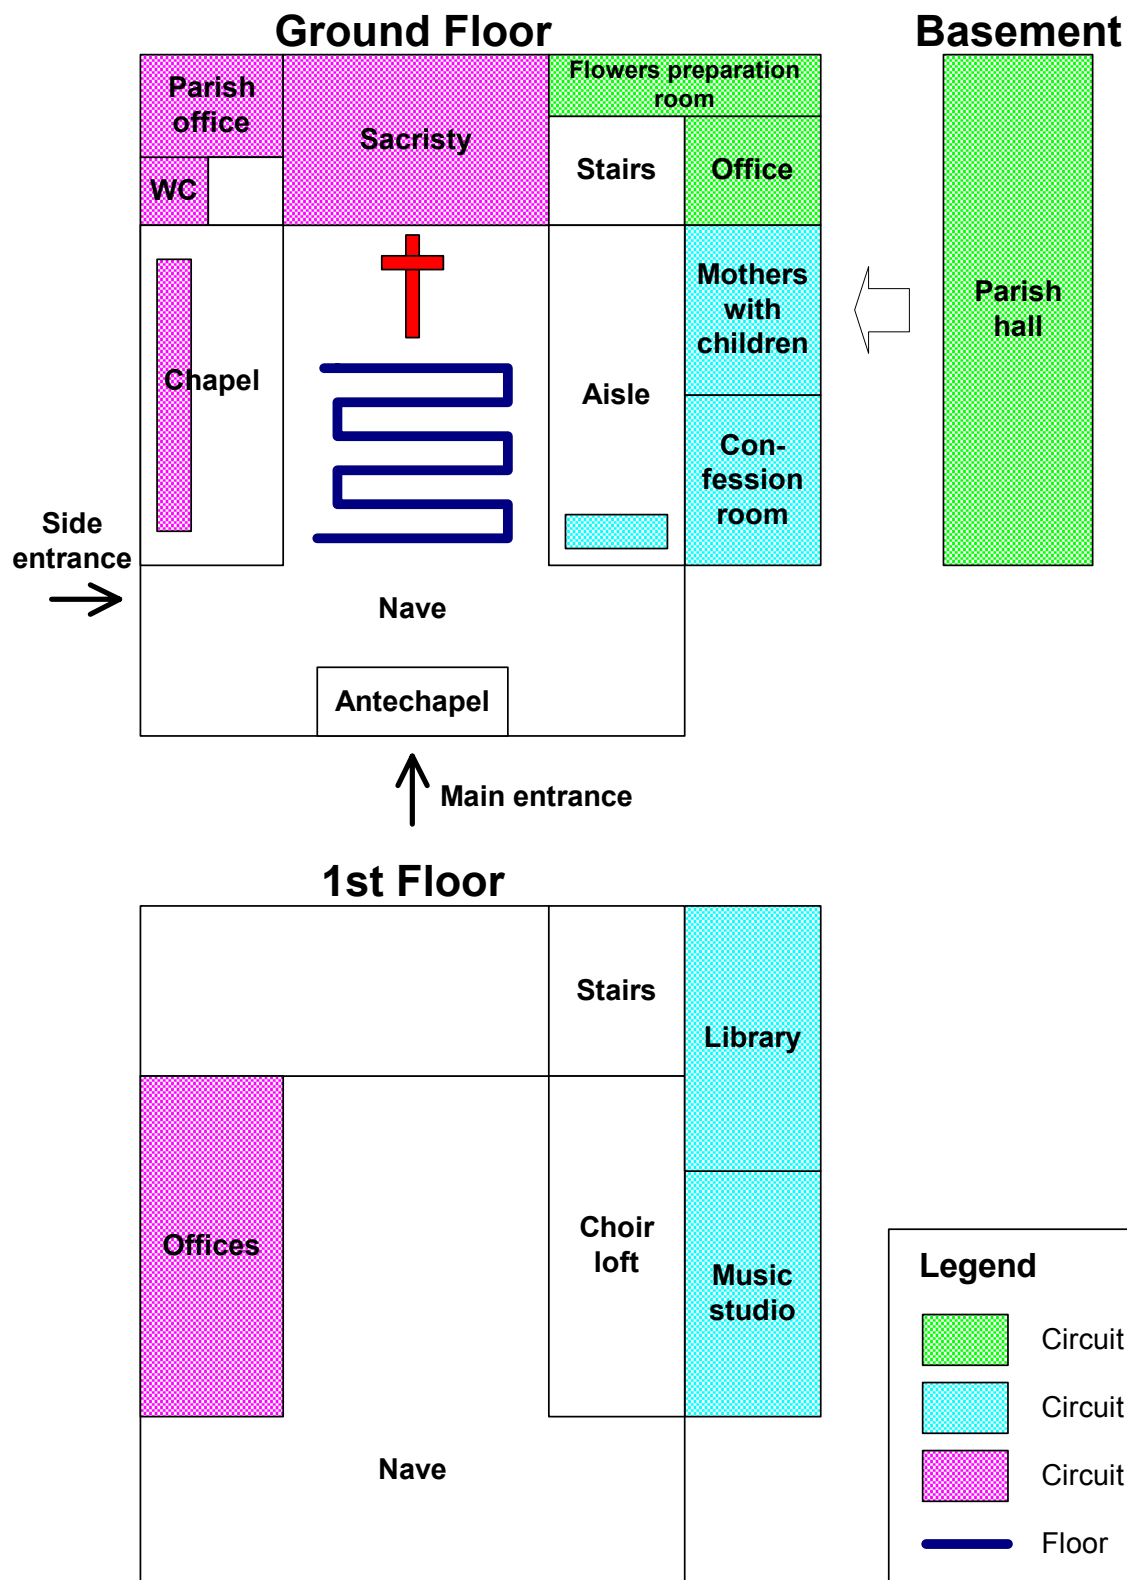 Ground Floor
Basement
Parish
office
Sacristy
Flowers preparation
room
WC
Stairs
Office
Chapel
Aisle
Mothers
with
children
Con-
fession
room
Parish
hall
Side
entrance
Nave
Antechapel
Main entrance
1st Floor
Stairs
Library
Offices
Choir
loft
Music
studio
Nave
Legend
Circuit
Circuit
Circuit
Floor